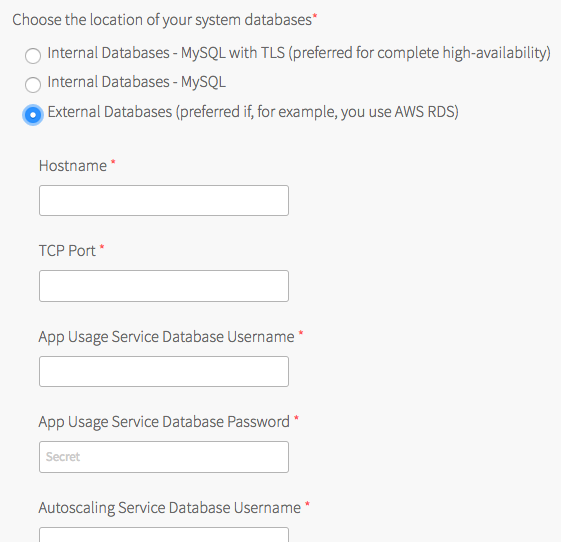 Choose the location of your system databases*
Internal Databases - MySQL with TLS (preferred for complete high-availability)
Internal Databases - MySQL
External Databases (preferred if, for example, you use AWS RDS)
Hostname *
TCP Port *
App Usage Service Database Username *
App Usage Service Database Password *
Secret
Autoscaling Service Database Username *